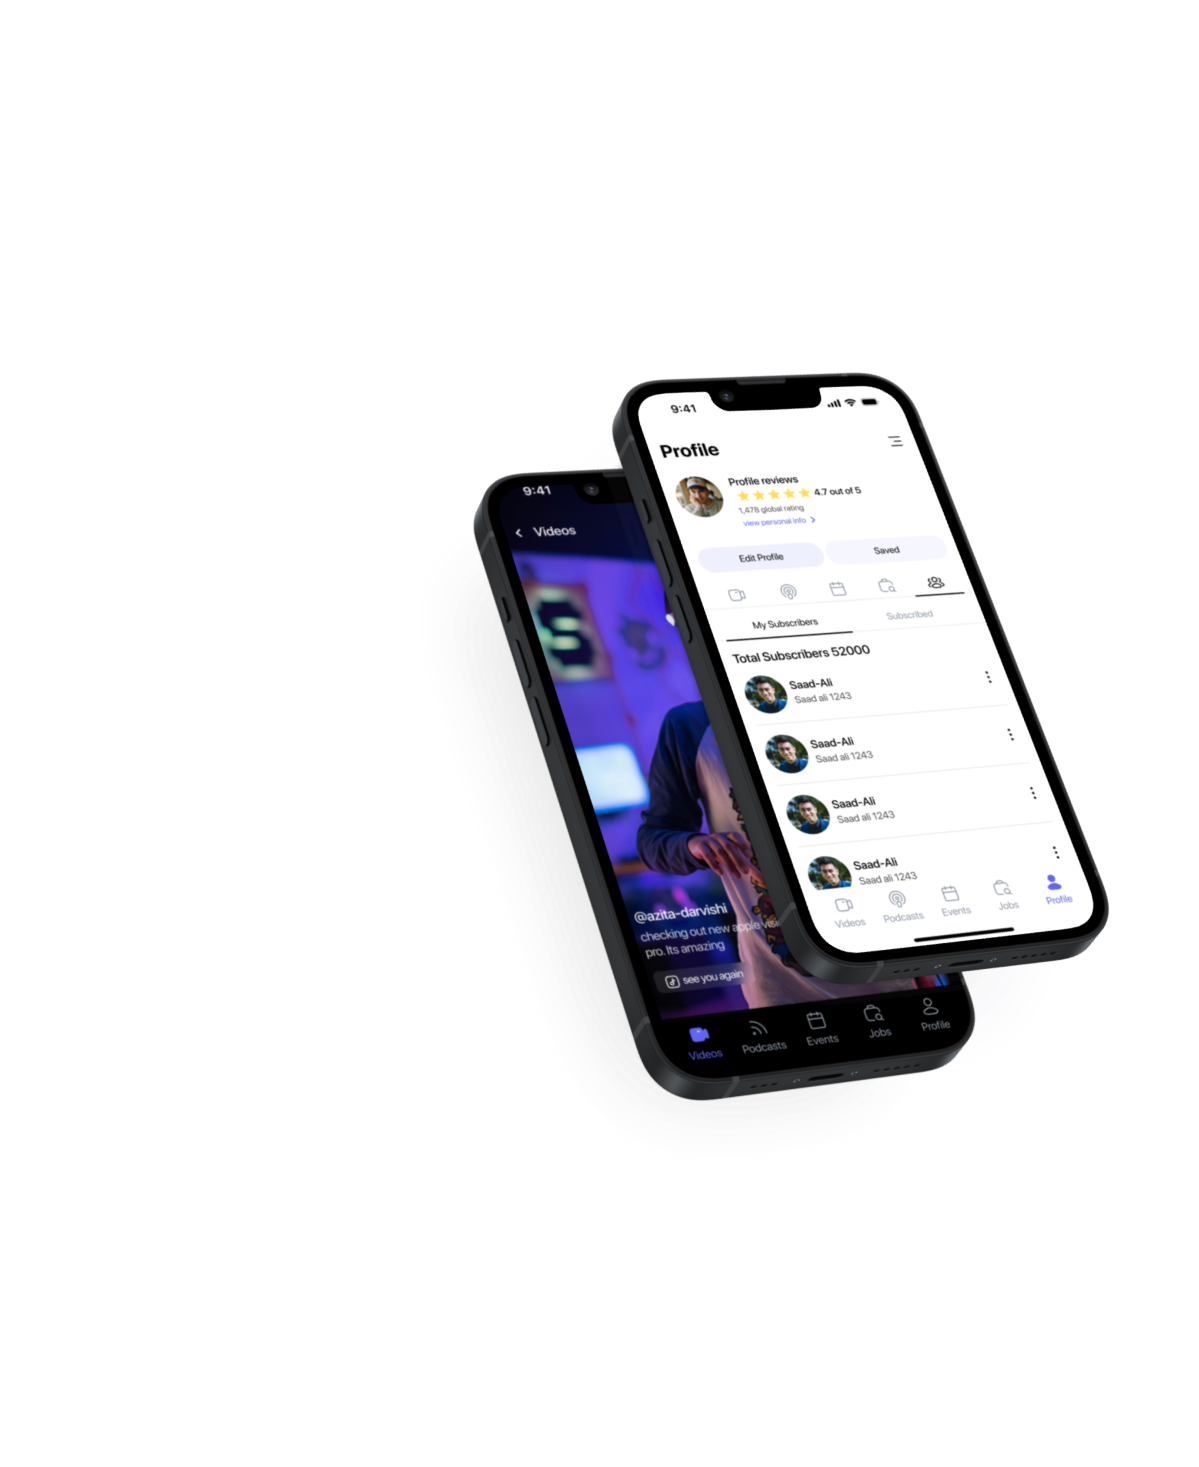 9:41
Profile
Profile reviews
4.7 out of 5
1,478 global rating
view personal info
Edit Profile
Saved
My Subscribers
Subscribed
Total Subscribers 52000
Saad-Ali
Saad ali 1243
Saad-Ali
Saad ali 1243
Saad-Ali
Saad ali 1243
Saad-Ali
Saad ali 1243
Videos
Podcasts
Events
Jobs
Profile
9:41
Videos
S
@azita-darvishi
checking out new apple
pro. Its amazing
see you again
Videos
Podcasts
Events
Jobs
Profile